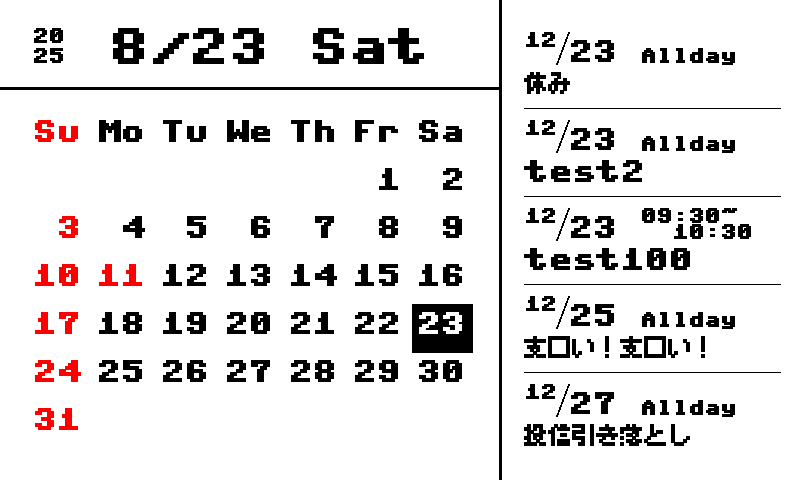 20
25
8/23 Sat
Su Mo Tu We Th Fr Sa
1 2
3 4 5 6 7 8 9
10 11 12 13 14 15 16
17 18 19 20 21 22 23
24 25 26 27 28 29 30
31
12/23 Allday
休み
12/23 Allday
test2
12/23 09:30~
10:30
test100
12/25 Allday
支□い！支□い！
12/27 Allday
投信引き落とし